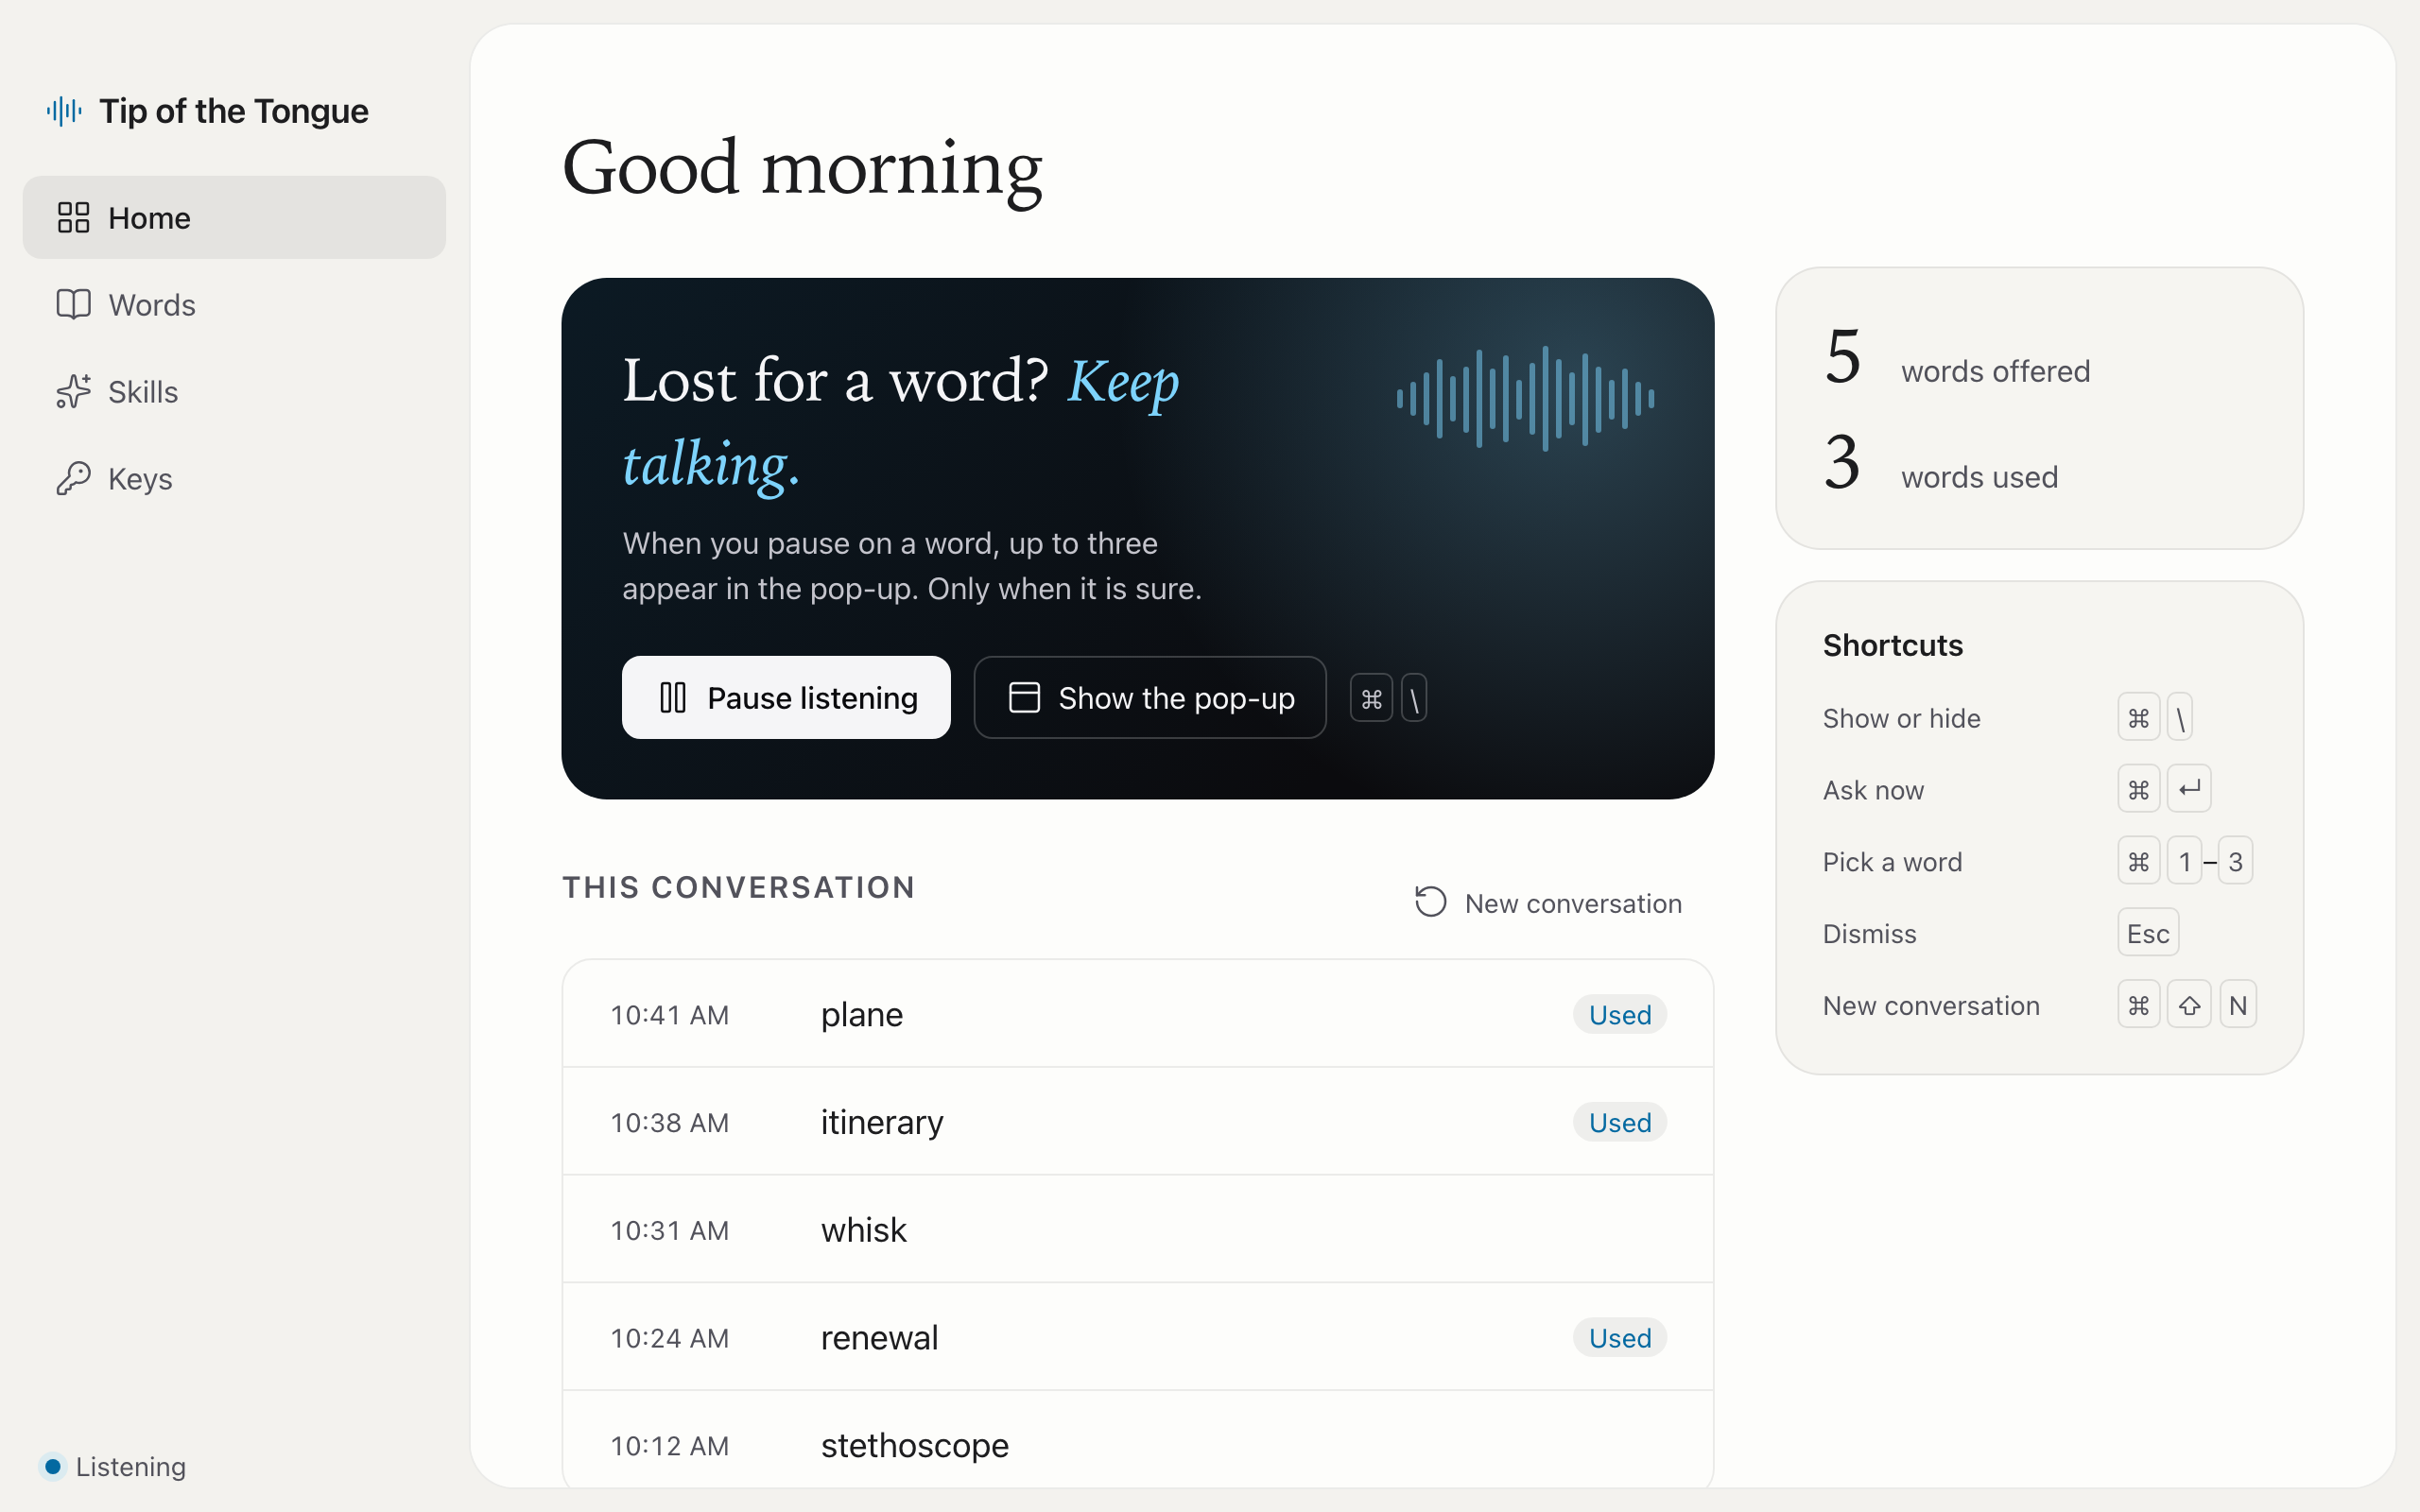 Tip of the Tongue
Home
Words
Skills
Keys
Listening
Good morning
Lost for a word? Keep
talking.
When you pause on a word, up to three
appear in the pop-up. Only when it is sure.
Pause listening
Show the pop-up
⌘ \
THIS CONVERSATION
New conversation
10:41 AM plane Used
10:38 AM itinerary Used
10:31 AM whisk
10:24 AM renewal Used
10:12 AM stethoscope
5 words offered
3 words used
Shortcuts
Show or hide ⌘ \
Ask now ⌘ ↵
Pick a word ⌘ 1–3
Dismiss Esc
New conversation ⌘ ⇧ N